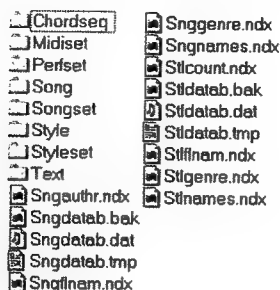 Chordseq
Midiset
Perfset
Song
Songset
Style
Styleset
Text
Sngauthr.ndx
Sngdatab.bak
Sngdatab.dat
Sngdatab.tmp
Sngflnam.ndx
Snggenre.ndx
Sngnames.ndx
Stlcount.ndx
Stldatab.bak
Stldatab.dat
Stldatab.tmp
Stlflnam.ndx
Stlgenre.ndx
Stlnames.ndx